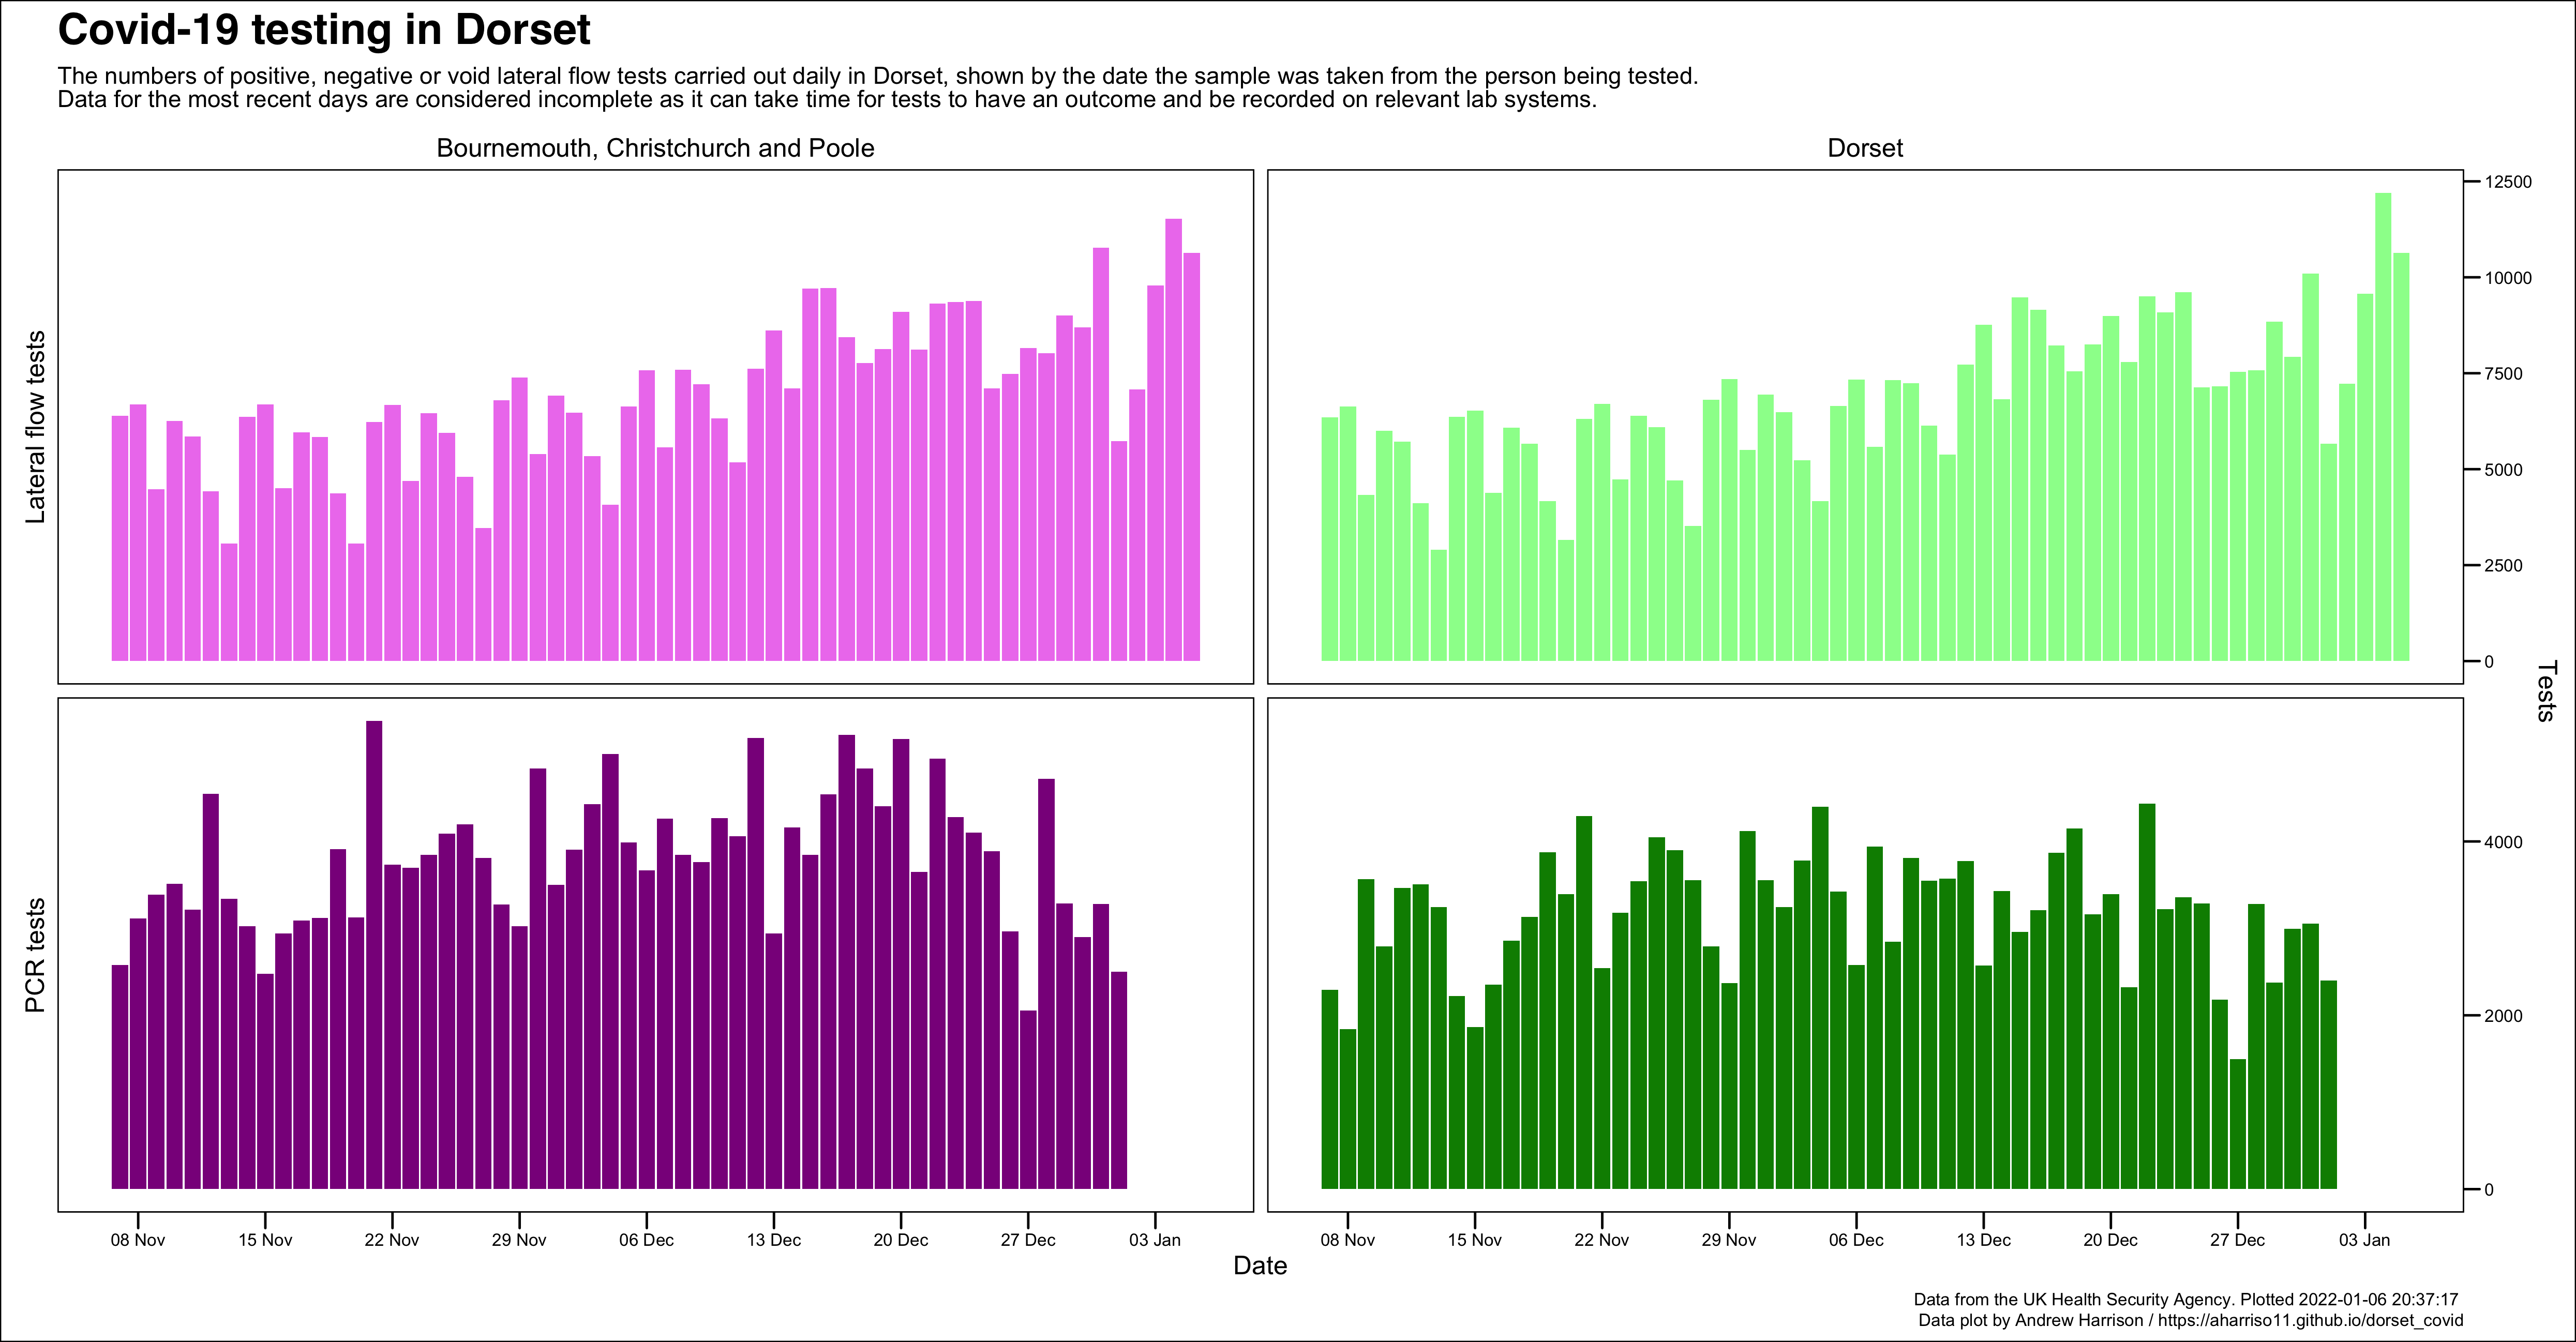 Covid-19 testing in Dorset
The numbers of positive, negative or void lateral flow tests carried out daily in Dorset, shown by the date the sample was taken from the person being tested.
Data for the most recent days are considered incomplete as it can take time for tests to have an outcome and be recorded on relevant lab systems.
Bournemouth, Christchurch and Poole
Dorset
Lateral flow tests
12500
10000
7500
5000
2500
0
Tests
PCR tests
4000
2000
0
08 Nov 15 Nov 22 Nov 29 Nov 06 Dec 13 Dec 20 Dec 27 Dec 03 Jan
08 Nov 15 Nov 22 Nov 29 Nov 06 Dec 13 Dec 20 Dec 27 Dec 03 Jan
Date
Data from the UK Health Security Agency. Plotted 2022-01-06 20:37:17
Data plot by Andrew Harrison / https://aharriso11.github.io/dorset_covid